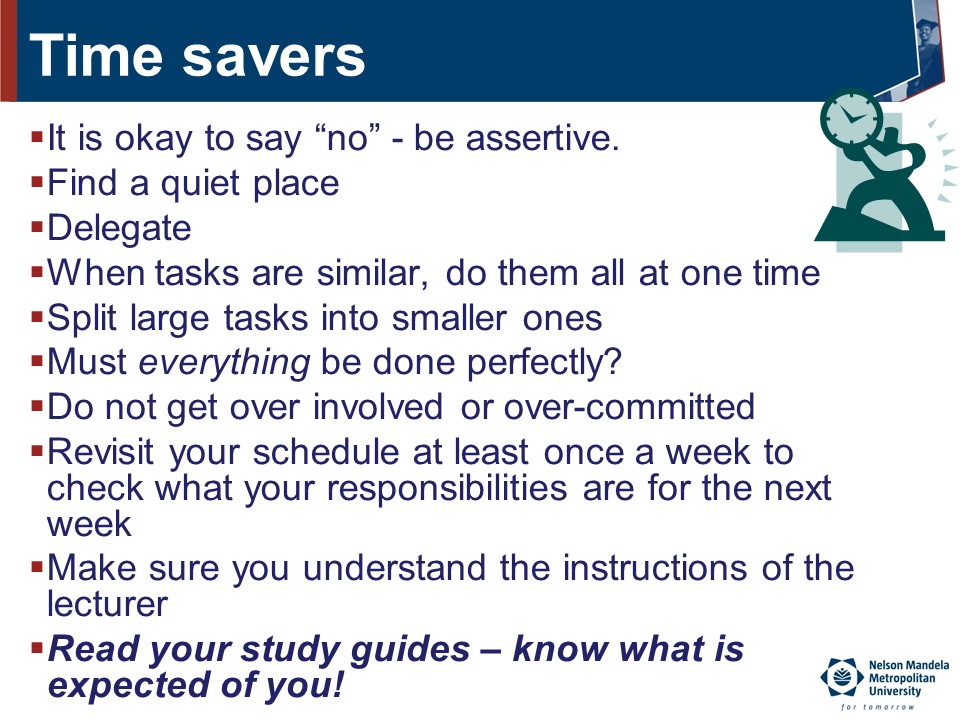 Time savers
▪It is okay to say “no” - be assertive.
▪Find a quiet place
▪Delegate
▪When tasks are similar, do them all at one time
▪Split large tasks into smaller ones
▪Must everything be done perfectly?
▪Do not get over involved or over-committed
▪Revisit your schedule at least once a week to
check what your responsibilities are for the next
week
▪Make sure you understand the instructions of the
lecturer
▪Read your study guides – know what is
expected of you!
Nelson Mandela
Metropolitan
University
for tomorrow